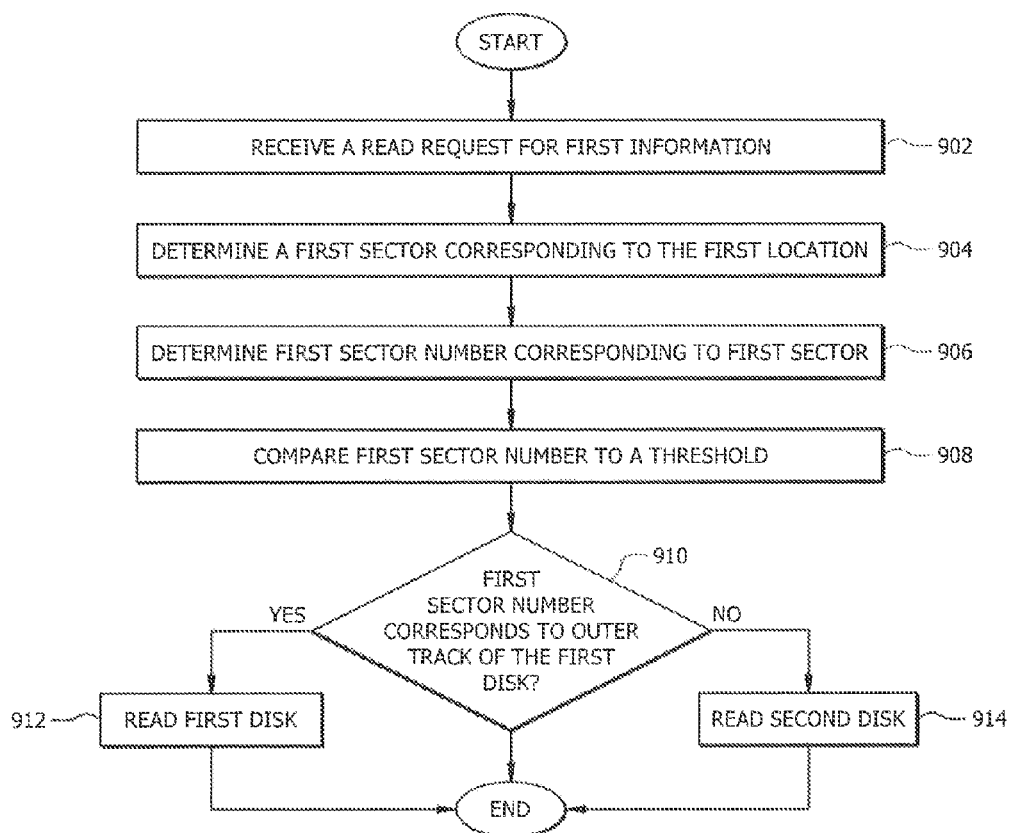 START
RECEIVE A READ REQUEST FOR FIRST INFORMATION
902
DETERMINE A FIRST SECTOR CORRESPONDING TO THE FIRST LOCATION
904
DETERMINE FIRST SECTOR NUMBER CORRESPONDING TO FIRST SECTOR
906
COMPARE FIRST SECTOR NUMBER TO A THRESHOLD
908
910
FIRST
SECTOR NUMBER
CORRESPONDS TO OUTER
TRACK OF THE FIRST
DISK?
YES
NO
912
READ FIRST DISK
READ SECOND DISK
914
END